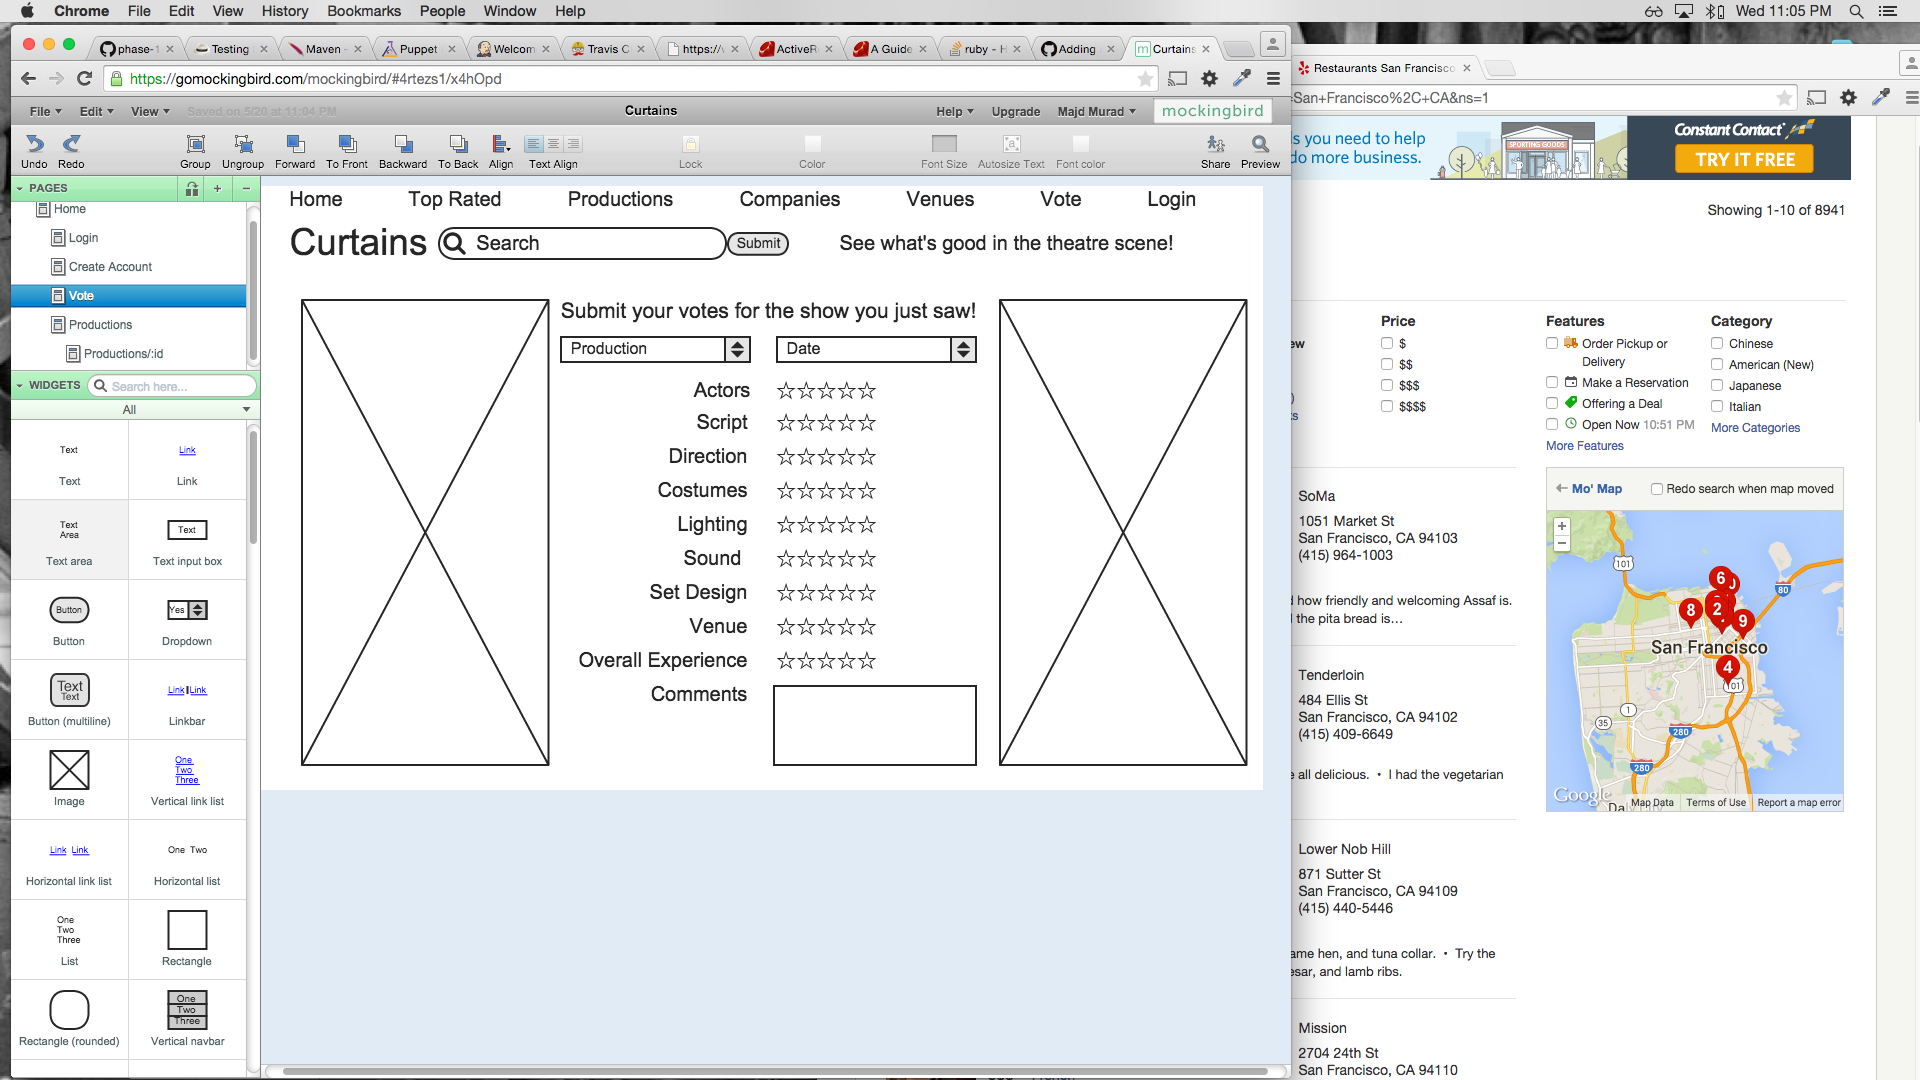 Chrome File Edit View History Bookmarks People Window Help Wed 11:05 PM
phase-1 Testing Maven Puppet Welcom Travis C https:// ActiveR A Guide ruby - H Adding Curtains
https://gomockingbird.com/mockingbird/#4rtezs1/x4hOpd
File Edit View Saved on 5/20 at 11:04 PM Curtains Help Upgrade Majd Murad mockingbird
Undo Redo Group Ungroup Forward To Front Backward To Back Align Text Align Lock Color Font Size Autosize Text Font color Share Preview
PAGES
Home
Login
Create Account
Vote
Productions
Productions/:id
WIDGETS Search here...
All
Text Link
Text Link
Text
Area
Text
Text area Text input box
Button Yes
Button Dropdown
Text
Text
Link Link
Button (multiline) Linkbar
One
Two
Three
Image Vertical link list
Link Link One Two
Horizontal link list Horizontal list
One
Two
Three
List Rectangle
One
Two
Three
Rectangle (rounded) Vertical navbar
Home Top Rated Productions Companies Venues Vote Login
Curtains Search Submit See what's good in the theatre scene!
Submit your votes for the show you just saw!
Production Date
Actors ☆☆☆☆☆
Script ☆☆☆☆☆
Direction ☆☆☆☆☆
Costumes ☆☆☆☆☆
Lighting ☆☆☆☆☆
Sound ☆☆☆☆☆
Set Design ☆☆☆☆☆
Venue ☆☆☆☆☆
Overall Experience ☆☆☆☆☆
Comments
Restaurants San Francisco
=San+Francisco%2C+CA&ns=1
s you need to help
do more business.
SPORTING GOODS
Constant Contact
TRY IT FREE
Showing 1-10 of 8941
Price
$
$$
$$$
$$$$
Features
Order Pickup or
Delivery
Make a Reservation
Offering a Deal
Open Now 10:51 PM
More Features
Category
Chinese
American (New)
Japanese
Italian
More Categories
Mo' Map Redo search when map moved
+
−
101
80
6
8 2 9
San Francisco
4
101
1
35
280
280
Google
Map Data Terms of Use Report a map error
SoMa
1051 Market St
San Francisco, CA 94103
(415) 964-1003
how friendly and welcoming Assaf is.
the pita bread is…
Tenderloin
484 Ellis St
San Francisco, CA 94102
(415) 409-6649
all delicious. • I had the vegetarian
Lower Nob Hill
871 Sutter St
San Francisco, CA 94109
(415) 440-5446
ame hen, and tuna collar. • Try the
esar, and lamb ribs.
Mission
2704 24th St
San Francisco, CA 94110